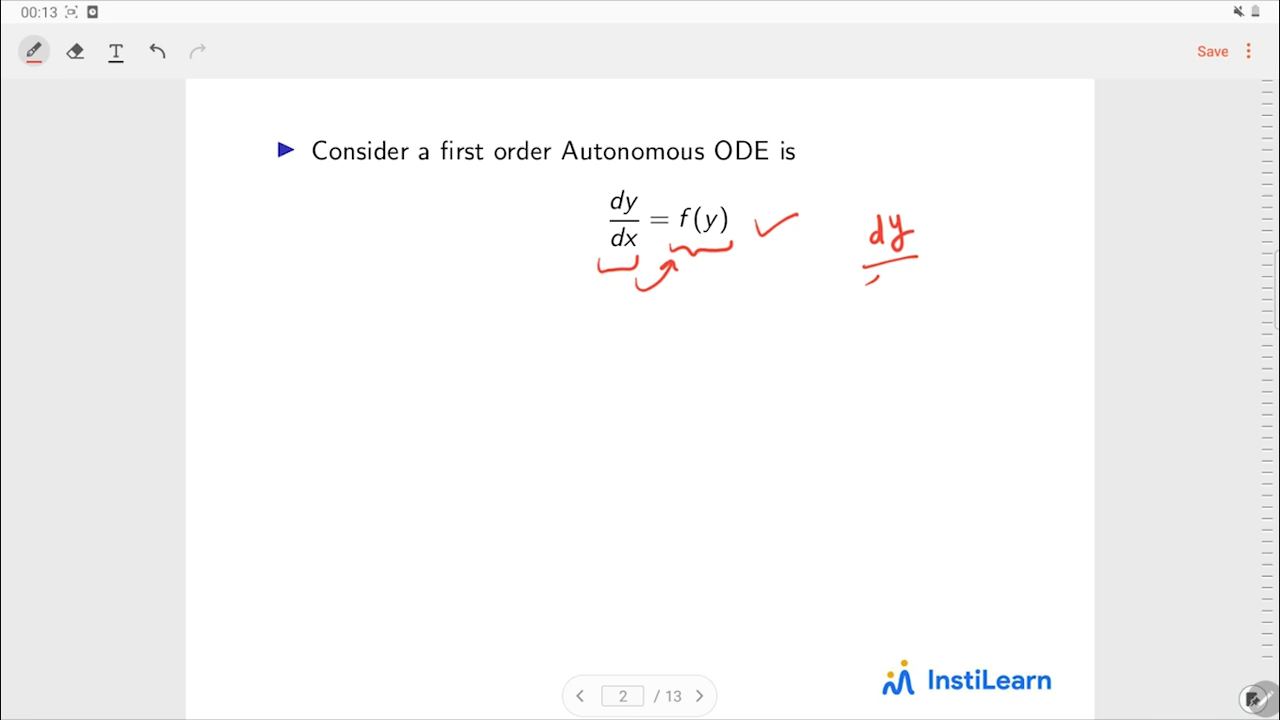 00:13
T
Save
▶ Consider a first order Autonomous ODE is
dy/dx = f(y) ✓
dy
2 / 13
InstiLearn